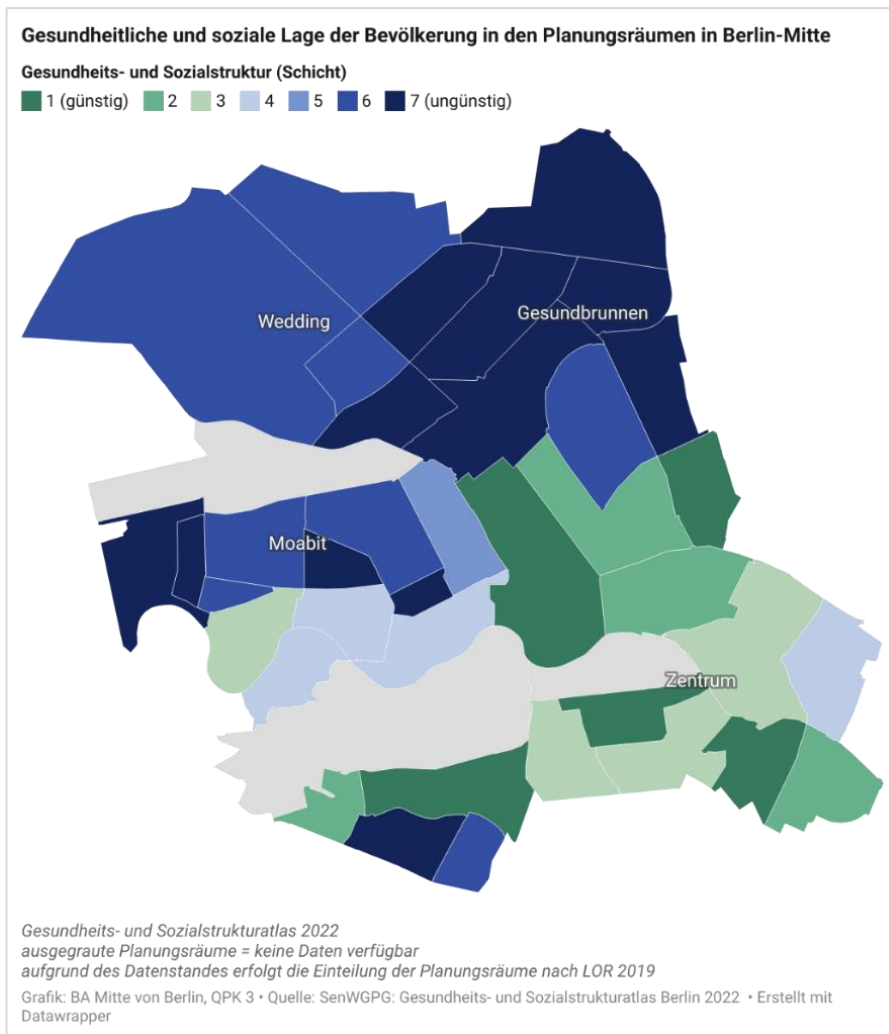 Gesundheitliche und soziale Lage der Bevölkerung in den Planungsräumen in Berlin-Mitte
Gesundheits- und Sozialstruktur (Schicht)
1 (günstig) 2 3 4 5 6 7 (ungünstig)
Gesundbrunnen
Wedding
Moabit
Zentrum
Gesundheits- und Sozialstrukturatlas 2022
ausgegraute Planungsräume = keine Daten verfügbar
aufgrund des Datenstandes erfolgt die Einteilung der Planungsräume nach LOR 2019
Grafik: BA Mitte von Berlin, QPK 3 • Quelle: SenWGPG: Gesundheits- und Sozialstrukturatlas Berlin 2022 • Erstellt mit
Datawrapper